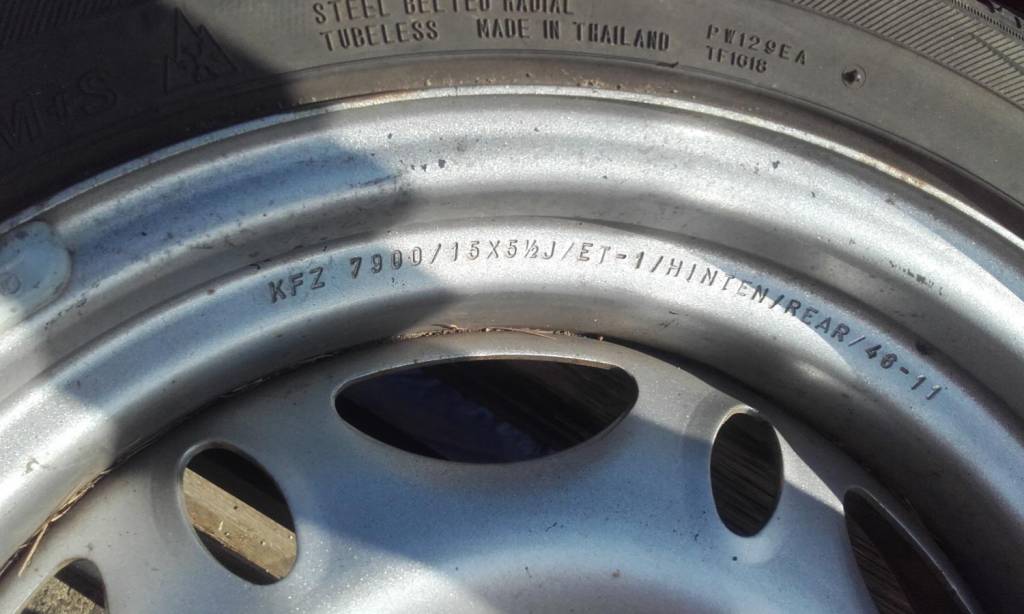 STEEL BELTED RADIAL
TUBELESS MADE IN THAILAND
PW129EA
TF1618
M+S
KFZ 7900/15X5½J/ET-1/HINTEN/REAR/46-11